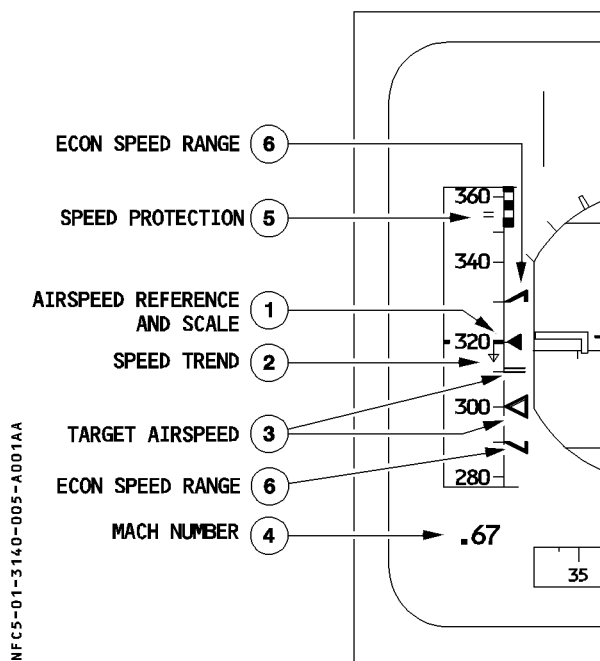 ECON SPEED RANGE 6
360
SPEED PROTECTION 5
=
340
AIRSPEED REFERENCE
AND SCALE 1
320
SPEED TREND 2
300
TARGET AIRSPEED 3
280
ECON SPEED RANGE 6
MACH NUMBER 4
.67
35
NFC5-01-3140-005-A001AA